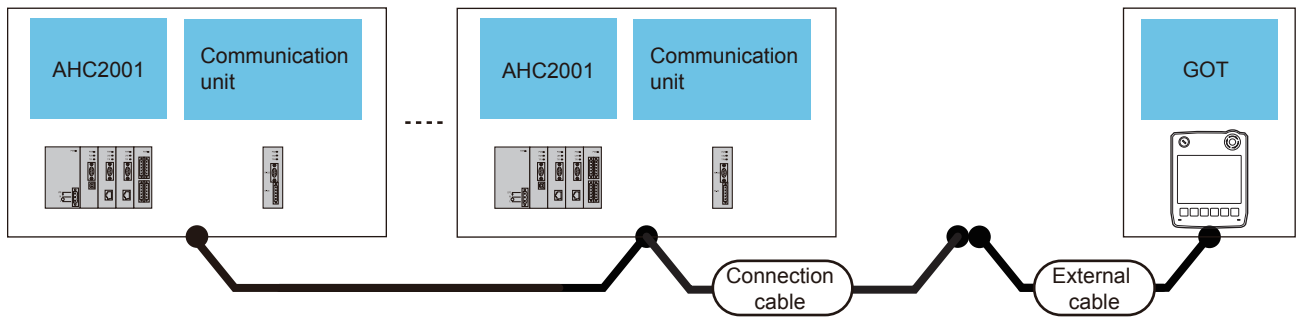 AHC2001
Communication
unit
AHC2001
Communication
unit
GOT
Connection
cable
External
cable